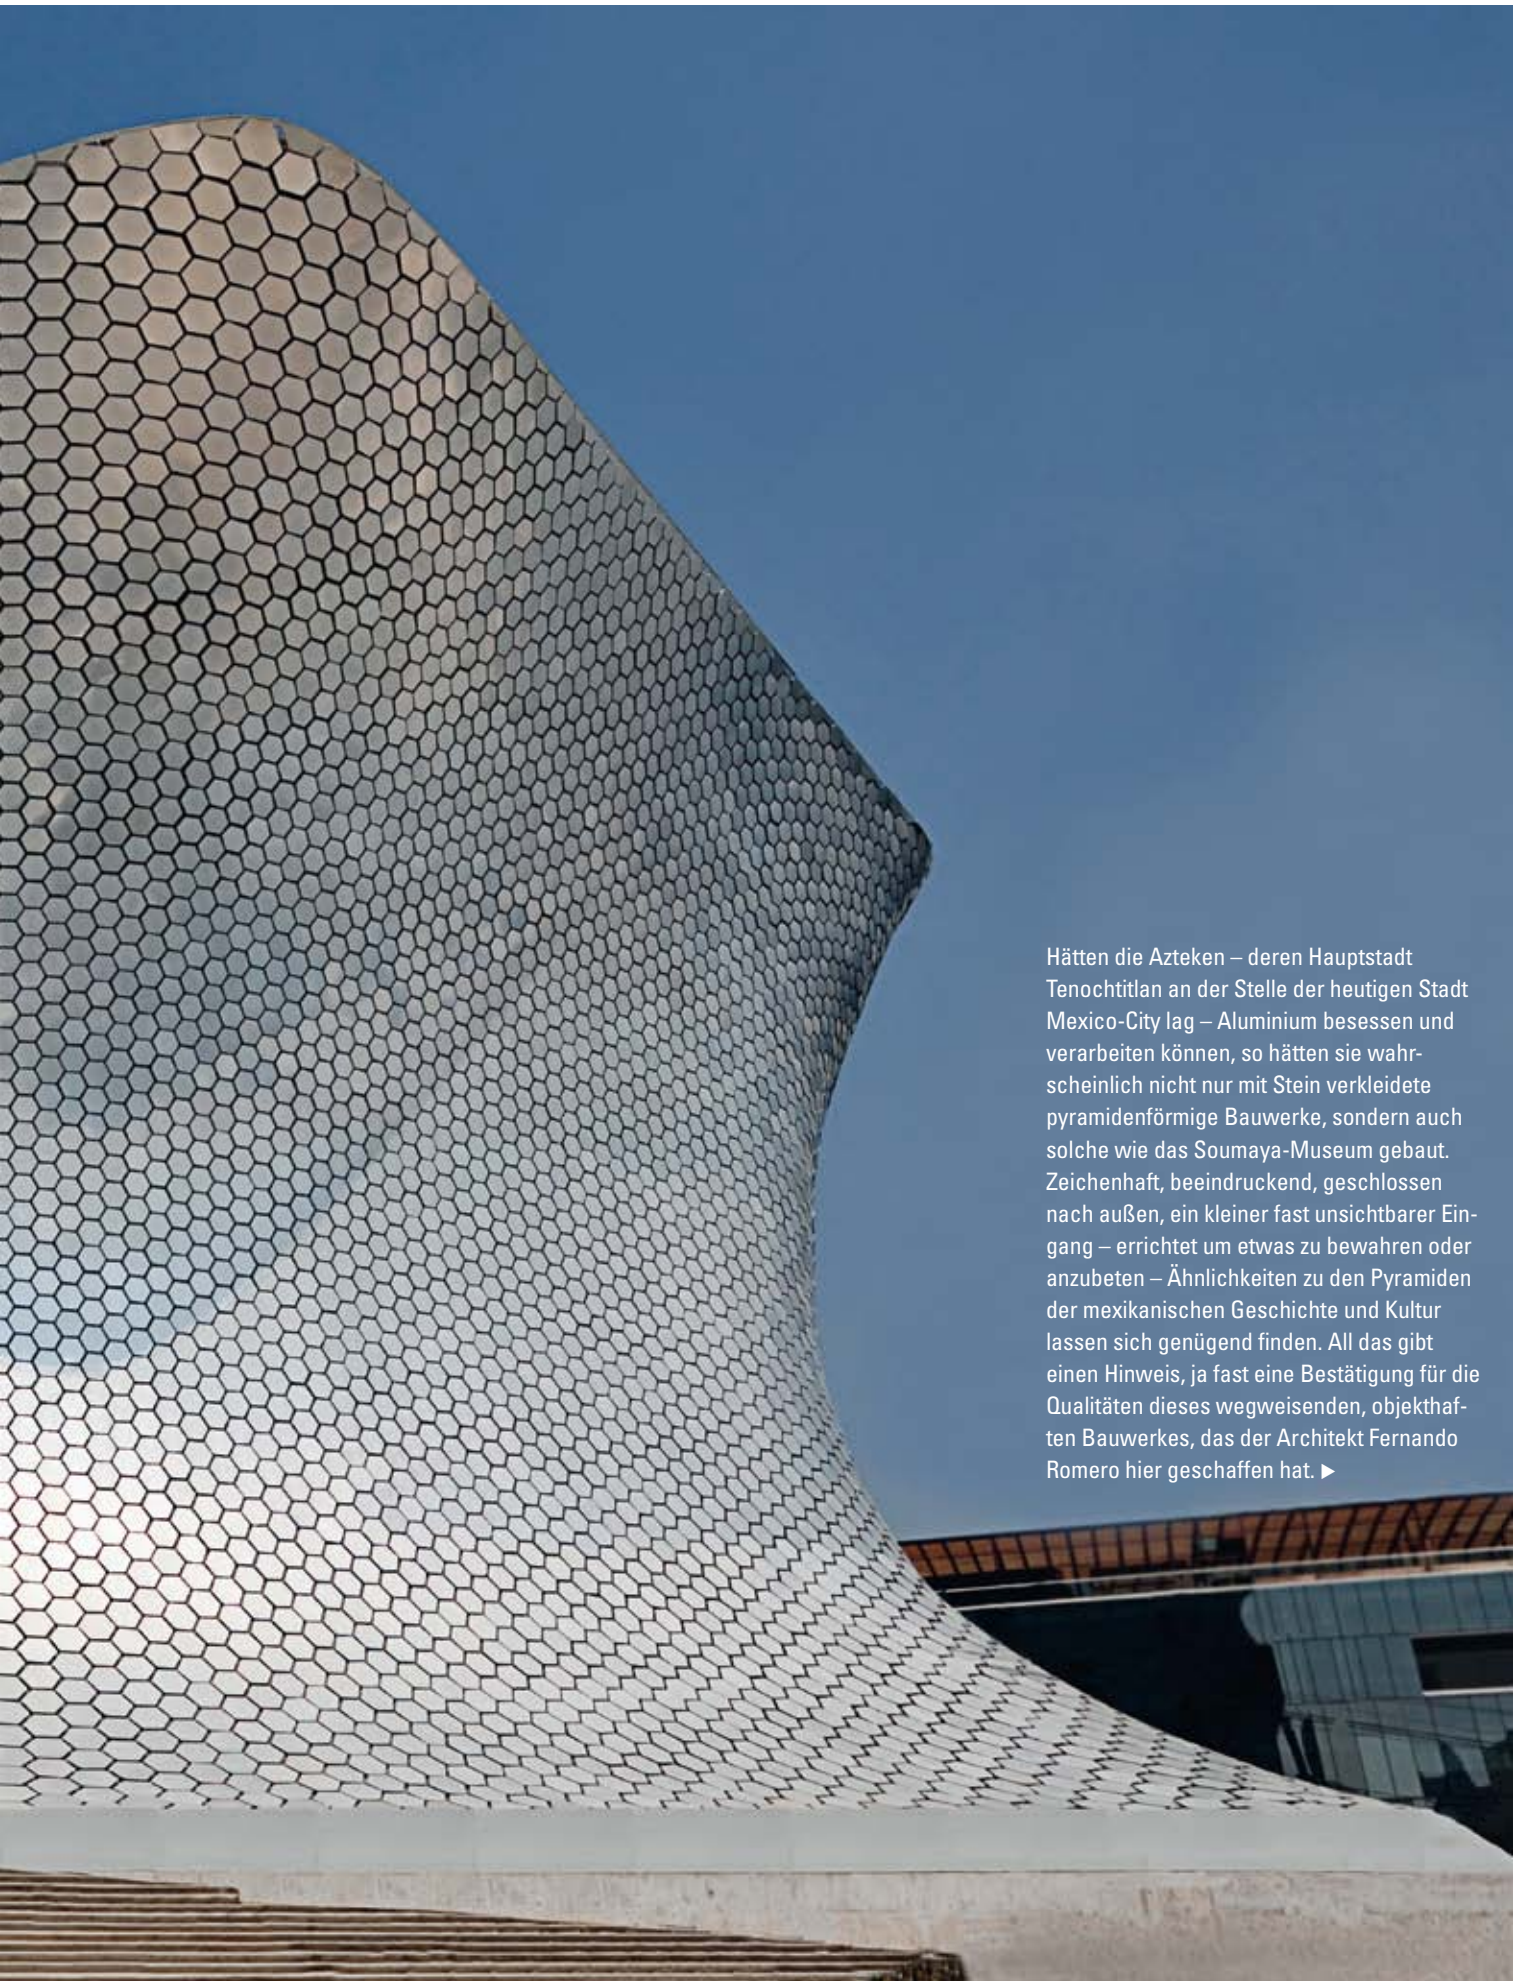 Hätten die Azteken – deren Hauptstadt
Tenochtitlan an der Stelle der heutigen Stadt
Mexico-City lag – Aluminium besessen und
verarbeiten können, so hätten sie wahr-
scheinlich nicht nur mit Stein verkleidete
pyramidenförmige Bauwerke, sondern auch
solche wie das Soumaya-Museum gebaut.
Zeichenhaft, beeindruckend, geschlossen
nach außen, ein kleiner fast unsichtbarer Ein-
gang – errichtet um etwas zu bewahren oder
anzubeten – Ähnlichkeiten zu den Pyramiden
der mexikanischen Geschichte und Kultur
lassen sich genügend finden. All das gibt
einen Hinweis, ja fast eine Bestätigung für die
Qualitäten dieses wegweisenden, objekthaf-
ten Bauwerkes, das der Architekt Fernando
Romero hier geschaffen hat. ▶